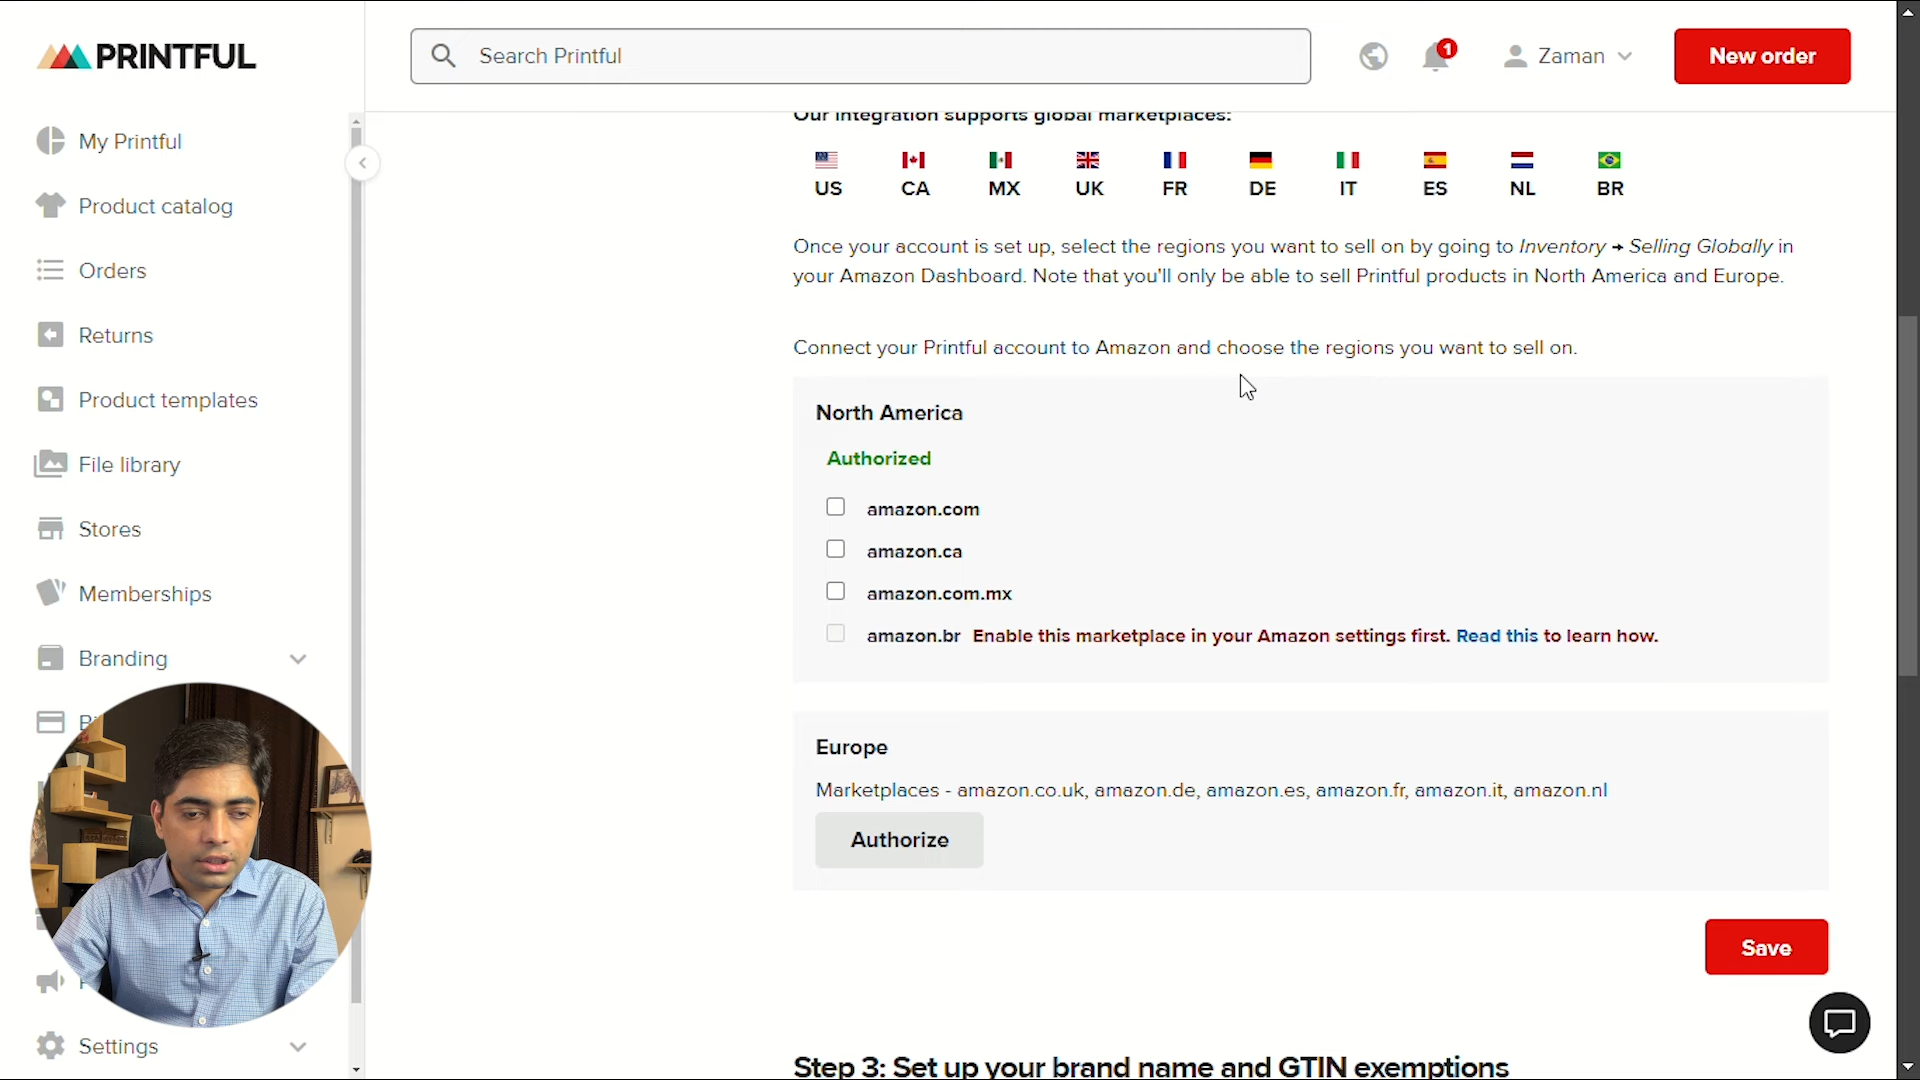 PRINTFUL
Search Printful
1
Zaman
New order
My Printful
Product catalog
Orders
Returns
Product templates
File library
Stores
Memberships
Branding
Settings
Our integration supports global marketplaces:
US CA MX UK FR DE IT ES NL BR
Once your account is set up, select the regions you want to sell on by going to Inventory → Selling Globally in
your Amazon Dashboard. Note that you'll only be able to sell Printful products in North America and Europe.
Connect your Printful account to Amazon and choose the regions you want to sell on.
North America
Authorized
amazon.com
amazon.ca
amazon.com.mx
amazon.br Enable this marketplace in your Amazon settings first. Read this to learn how.
Europe
Marketplaces - amazon.co.uk, amazon.de, amazon.es, amazon.fr, amazon.it, amazon.nl
Authorize
Save
Step 3: Set up your brand name and GTIN exemptions